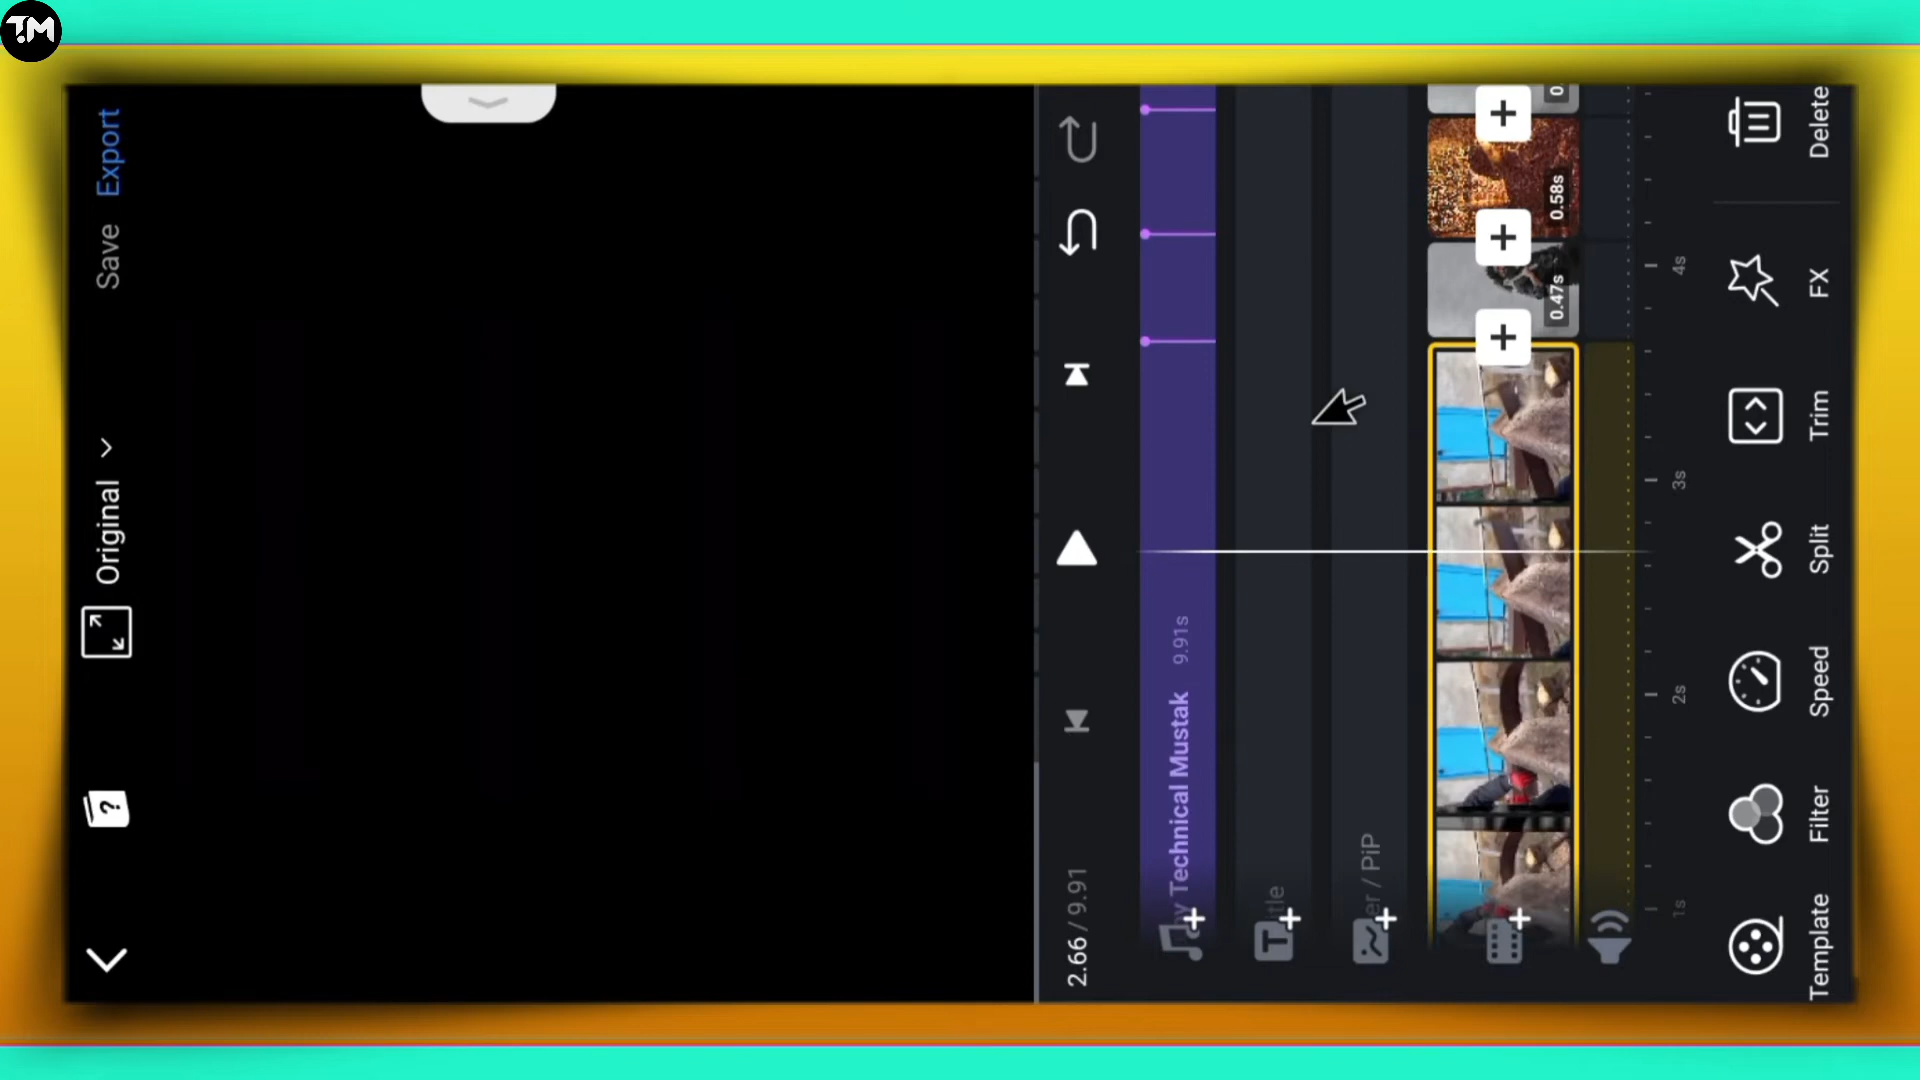 TM
Export
Save
Original
?
2.66 / 9.91
by Technical Mustak 9.91s
0.58s
0.47s
1s
2s
3s
4s
Template
Filter
Speed
Split
Trim
FX
Delete